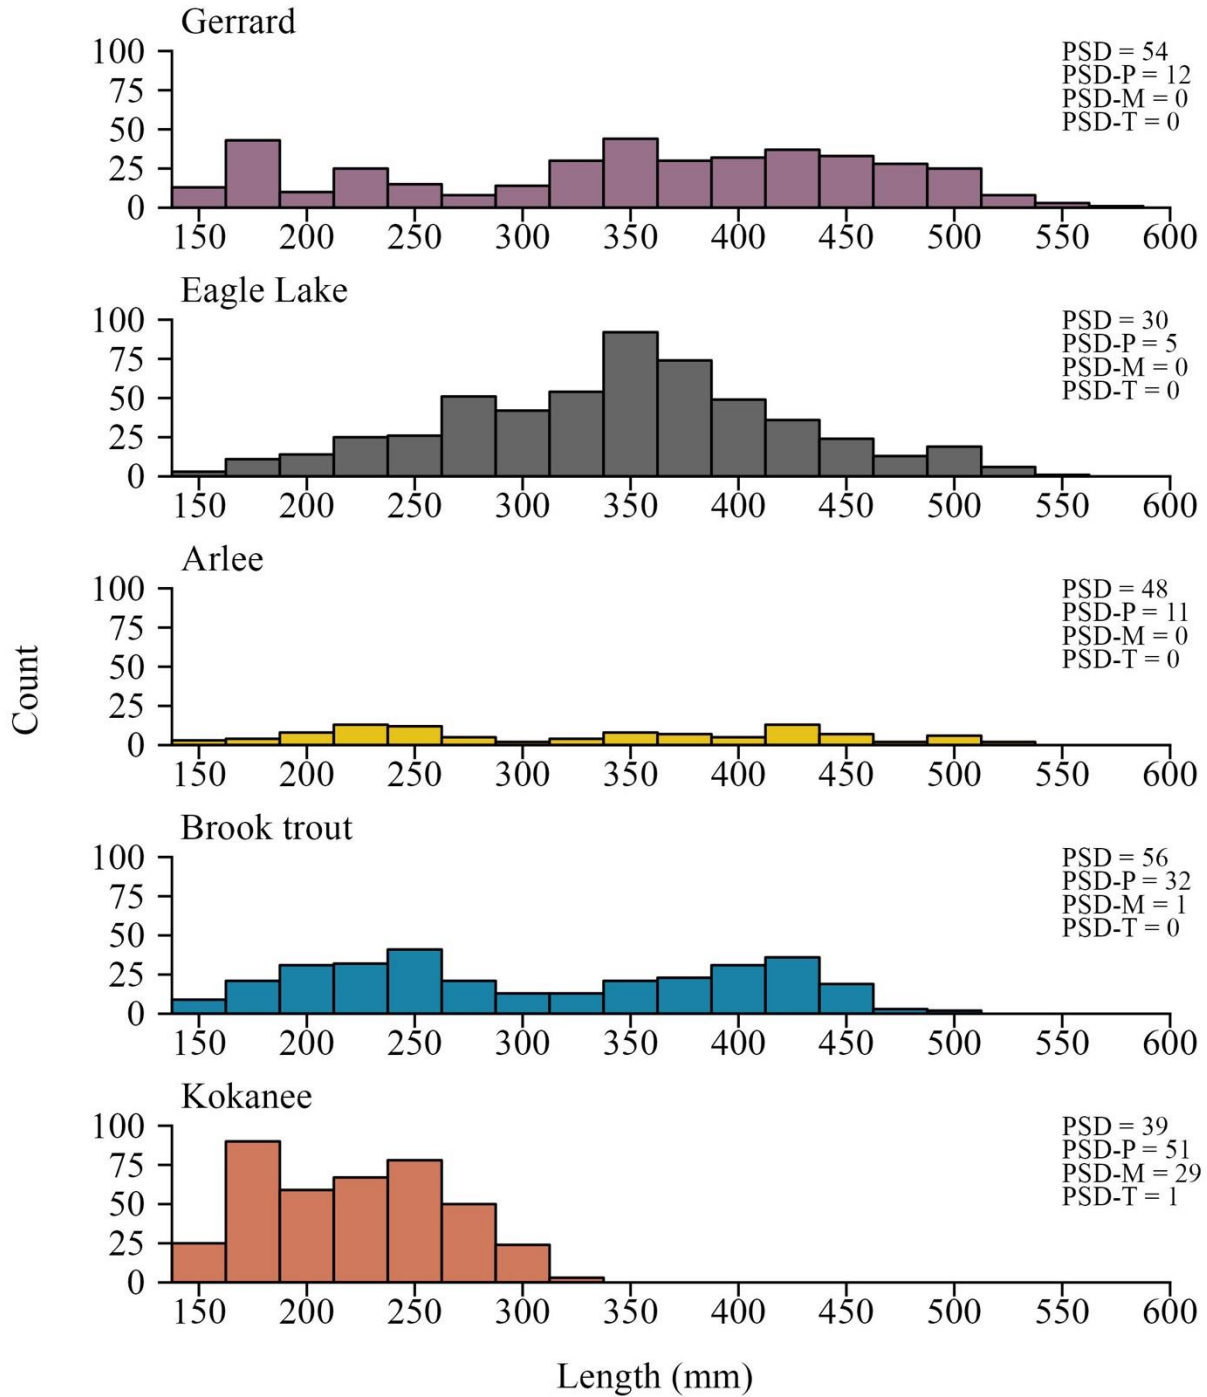 Gerrard
PSD = 54
PSD-P = 12
PSD-M = 0
PSD-T = 0
100
75
50
25
0
150 200 250 300 350 400 450 500 550 600
Eagle Lake
PSD = 30
PSD-P = 5
PSD-M = 0
PSD-T = 0
100
75
50
25
0
150 200 250 300 350 400 450 500 550 600
Arlee
PSD = 48
PSD-P = 11
PSD-M = 0
PSD-T = 0
100
75
50
25
0
150 200 250 300 350 400 450 500 550 600
Count
Brook trout
PSD = 56
PSD-P = 32
PSD-M = 1
PSD-T = 0
100
75
50
25
0
150 200 250 300 350 400 450 500 550 600
Kokanee
PSD = 39
PSD-P = 51
PSD-M = 29
PSD-T = 1
100
75
50
25
0
150 200 250 300 350 400 450 500 550 600
Length (mm)